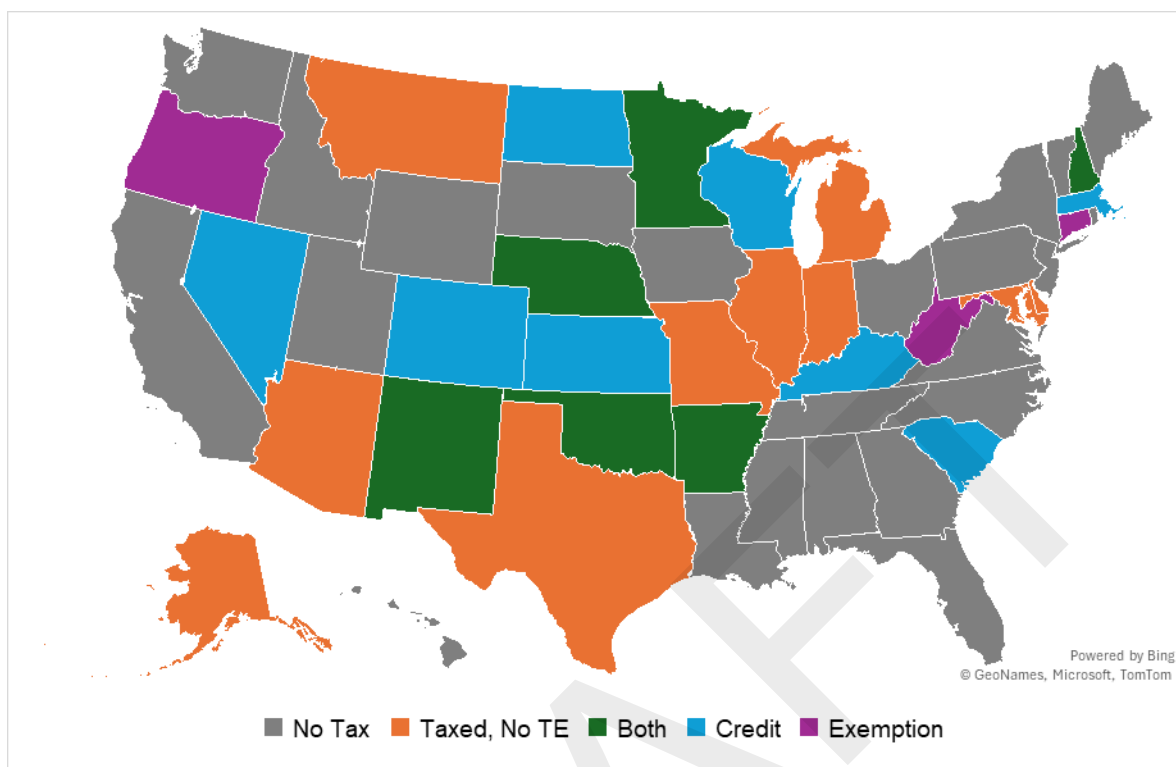 Powered by Bing
© GeoNames, Microsoft, TomTom
No Tax Taxed, No TE Both Credit Exemption